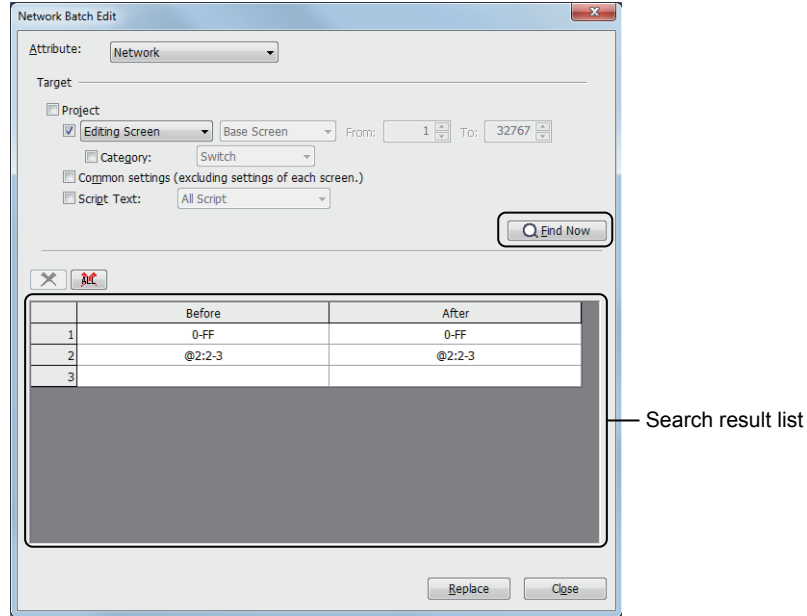 Network Batch Edit
Attribute: Network
Target
Project
Editing Screen Base Screen From: 1 To: 32767
Category: Switch
Common settings (excluding settings of each screen.)
Script Text: All Script
Find Now
ALL
Before After
1 0-FF 0-FF
2 @2:2-3 @2:2-3
3
Search result list
Replace Close